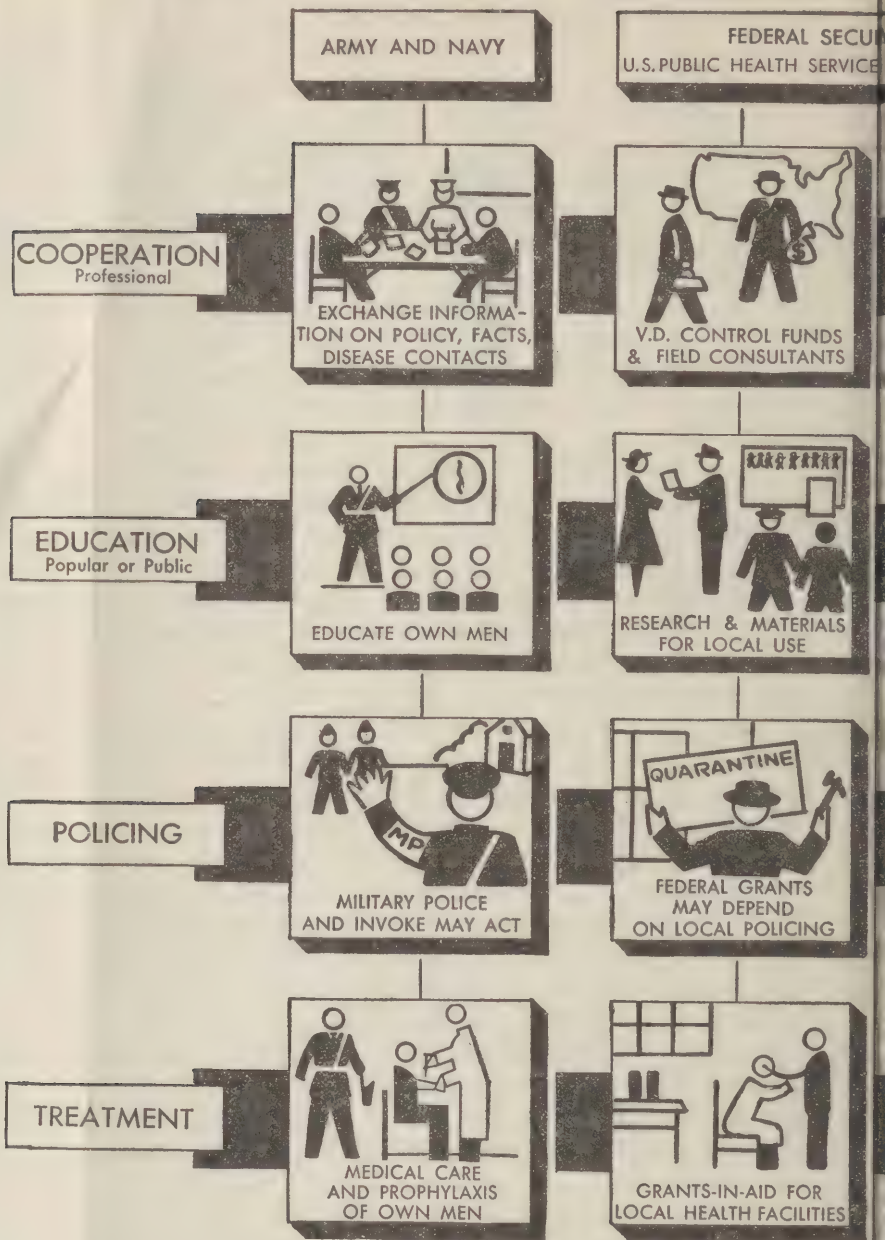 ARMY AND NAVY
FEDERAL
U.S. PUBLIC HEALTH SERVICE
COOPERATION
Professional
EXCHANGE INFORMA-
TION ON POLICY, FACTS,
DISEASE CONTACTS
$
V.D. CONTROL FUNDS
& FIELD CONSULTANTS
EDUCATION
Popular or Public
EDUCATE OWN MEN
RESEARCH & MATERIALS
FOR LOCAL USE
POLICING
MP
MILITARY POLICE
AND INVOKE MAY ACT
QUARANTINE
FEDERAL GRANTS
MAY DEPEND
ON LOCAL POLICING
TREATMENT
MEDICAL CARE
AND PROPHYLAXIS
OF OWN MEN
GRANTS-IN-AID FOR
LOCAL HEALTH FACILITIES